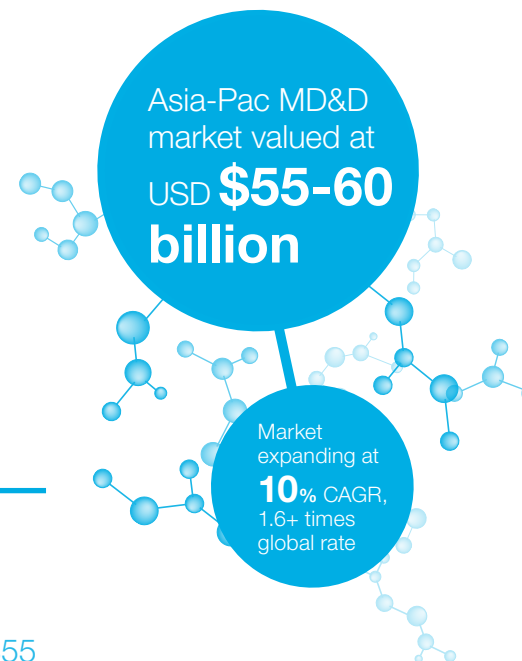 Asia-Pac MD&D
market valued at
USD $55-60
billion
Market
expanding at
10% CAGR,
1.6+ times
global rate
55